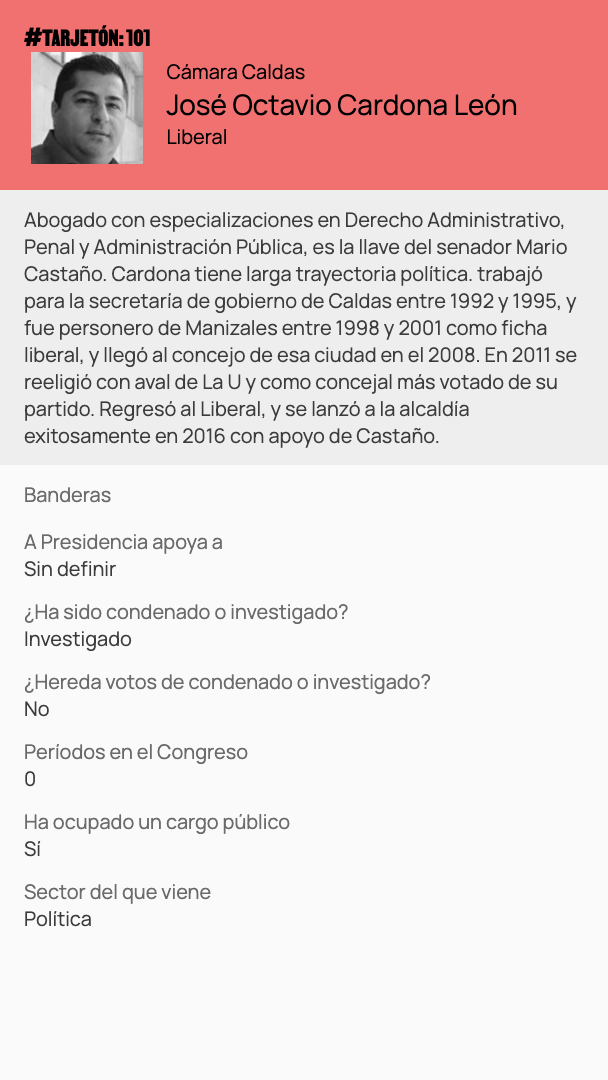 #TARJETÓN: 101
Cámara Caldas
José Octavio Cardona León
Liberal
Abogado con especializaciones en Derecho Administrativo,
Penal y Administración Pública, es la llave del senador Mario
Castaño. Cardona tiene larga trayectoria política. trabajó
para la secretaría de gobierno de Caldas entre 1992 y 1995, y
fue personero de Manizales entre 1998 y 2001 como ficha
liberal, y llegó al concejo de esa ciudad en el 2008. En 2011 se
reeligió con aval de La U y como concejal más votado de su
partido. Regresó al Liberal, y se lanzó a la alcaldía
exitosamente en 2016 con apoyo de Castaño.
Banderas
A Presidencia apoya a
Sin definir
¿Ha sido condenado o investigado?
Investigado
¿Hereda votos de condenado o investigado?
No
Períodos en el Congreso
0
Ha ocupado un cargo público
Sí
Sector del que viene
Política